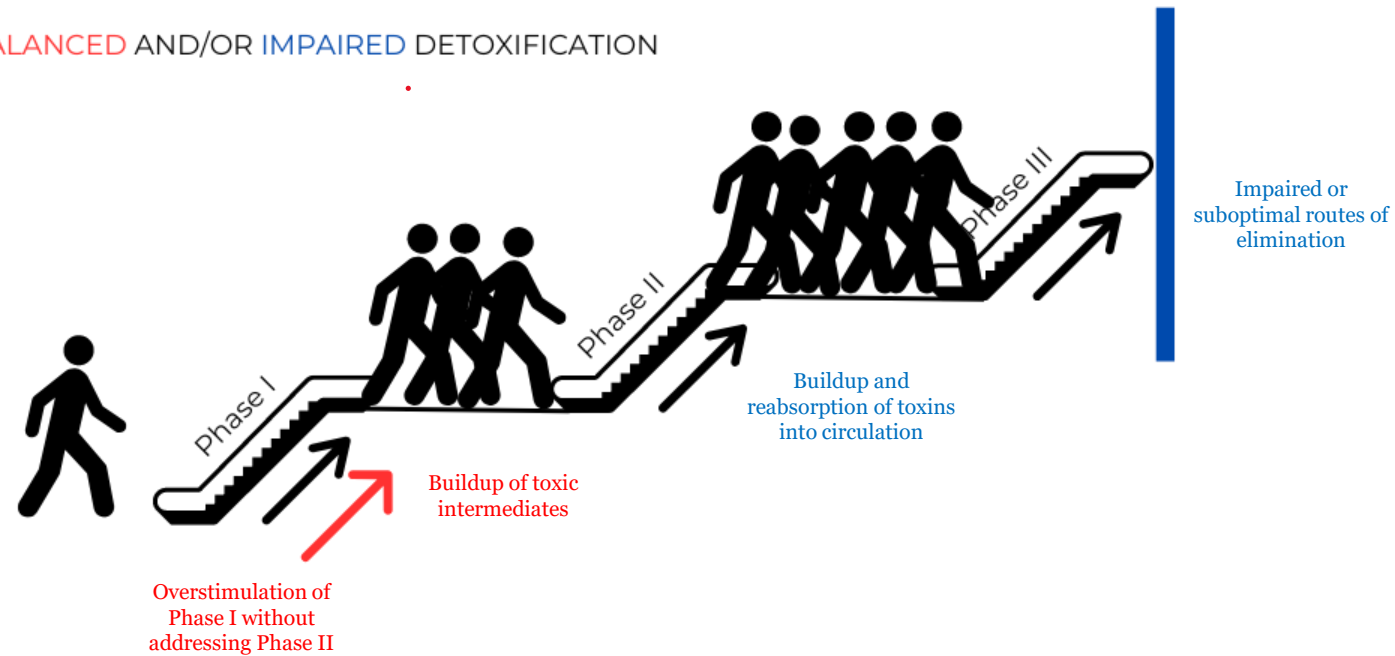 ALANCED AND/OR IMPAIRED DETOXIFICATION
Phase I
Phase II
Phase III
Impaired or
suboptimal routes of
elimination
Buildup and
reabsorption of toxins
into circulation
Buildup of toxic
intermediates
Overstimulation of
Phase I without
addressing Phase II